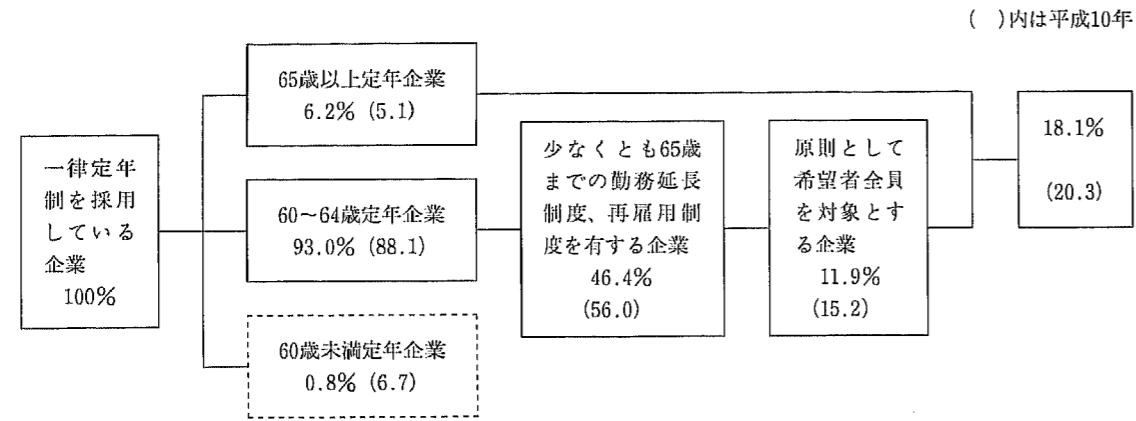 ( )内は平成10年
一律定年
制を採用
している
企業
100%
65歳以上定年企業
6.2% (5.1)
60〜64歳定年企業
93.0% (88.1)
60歳未満定年企業
0.8% (6.7)
少なくとも65歳
までの勤務延長
制度、再雇用制
度を有する企業
46.4%
(56.0)
原則として
希望者全員
を対象とす
る企業
11.9%
(15.2)
18.1%
(20.3)